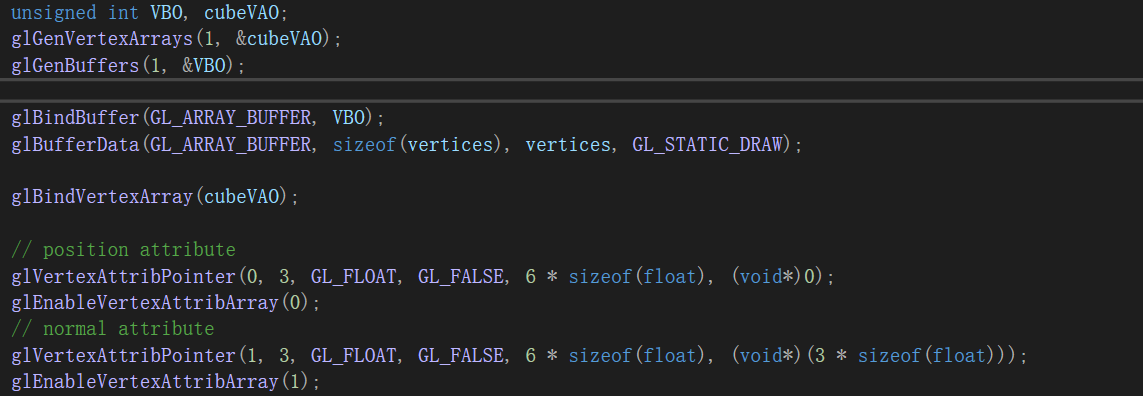 unsigned int VBO, cubeVAO;
glGenVertexArrays(1, &cubeVAO);
glGenBuffers(1, &VBO);
glBindBuffer(GL_ARRAY_BUFFER, VBO);
glBufferData(GL_ARRAY_BUFFER, sizeof(vertices), vertices, GL_STATIC_DRAW);
glBindVertexArray(cubeVAO);
// position attribute
glVertexAttribPointer(0, 3, GL_FLOAT, GL_FALSE, 6 * sizeof(float), (void*)0);
glEnableVertexAttribArray(0);
// normal attribute
glVertexAttribPointer(1, 3, GL_FLOAT, GL_FALSE, 6 * sizeof(float), (void*)(3 * sizeof(float)));
glEnableVertexAttribArray(1);